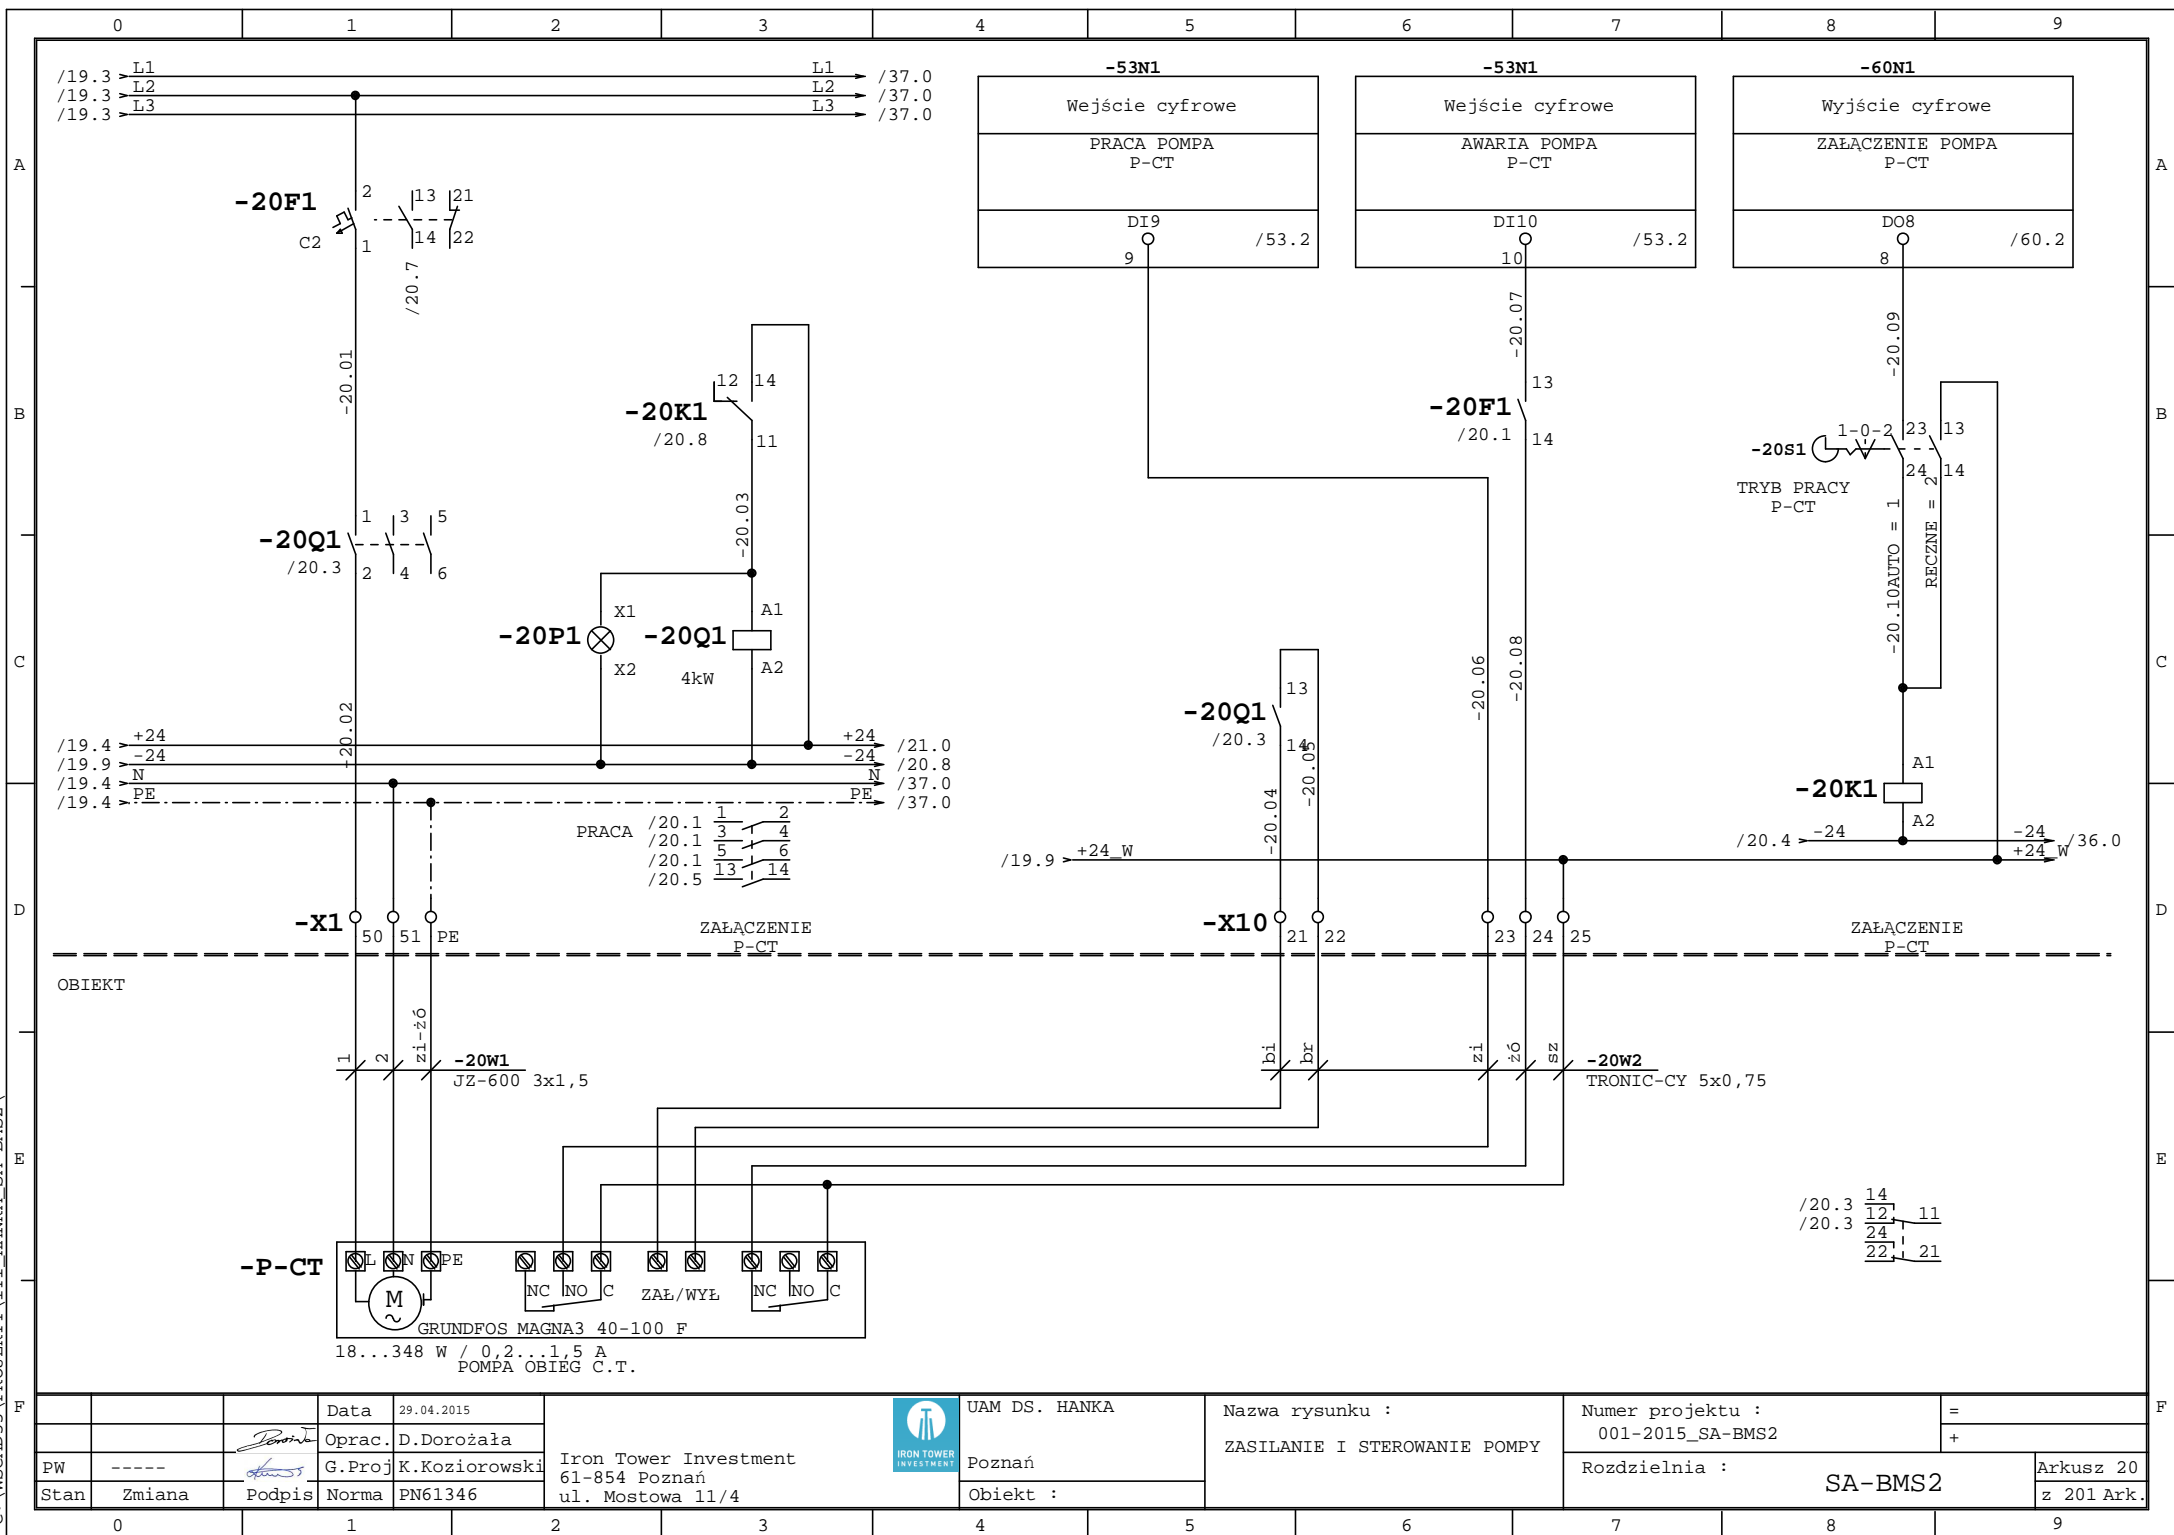 0 1 2 3 4 5 6 7 8 9
/19.3 L1 L1 /37.0
/19.3 L2 L2 /37.0
/19.3 L3 L3 /37.0
-53N1
Wejście cyfrowe
PRACA POMPA
P-CT
DI9
/53.2
9
-53N1
Wejście cyfrowe
AWARIA POMPA
P-CT
DI10
/53.2
10
-60N1
Wyjście cyfrowe
ZAŁĄCZENIE POMPA
P-CT
DO8
/60.2
8
A A
-20F1
C2
2
1
13 21
14 22
/20.7
-20.01
B B
-20K1
/20.8
12 14
11
-20.03
-20.07
-20F1
/20.1
13
14
-20.09
-20S1
1-0-2
23 13
24 14
TRYB PRACY
P-CT
-20.10
AUTO = 1
RECZNE = 2
-20Q1
/20.3
1 3 5
2 4 6
C C
-20P1
X1
X2
-20Q1
4kW
A1
A2
-20.02
-20Q1
/20.3
13
14
-20.05
-20.04
-20.06
-20.08
-20K1
A1
A2
/19.4 +24 +24 /21.0
/19.9 -24 -24 /20.8
/19.4 N N /37.0
/19.4 PE PE /37.0
PRACA
/20.1 1 2
/20.1 3 4
/20.1 5 6
/20.5 13 14
/19.9 +24_W
/20.4 -24 -24 /36.0
+24_W
D D
-X1
50 51 PE
ZAŁĄCZENIE
P-CT
-X10
21 22 23 24 25
ZAŁĄCZENIE
P-CT
OBIEKT
1 2 zi-żó
-20W1
JZ-600 3x1,5
bi br zi żó sz
-20W2
TRONIC-CY 5x0,75
E E
/20.3 14
/20.3 12 11
24
22 21
-P-CT
L N PE
M
NC NO C
ZAŁ/WYŁ
NC NO C
GRUNDFOS MAGNA3 40-100 F
18...348 W / 0,2...1,5 A
POMPA OBIEG C.T.
F F
Data 29.04.2015
Oprac. D.Dorożała
PW ----- G.Proj K.Koziorowski
Stan Zmiana Podpis Norma PN61346
Iron Tower Investment
61-854 Poznań
ul. Mostowa 11/4
IRON TOWER
INVESTMENT
UAM DS. HANKA
Poznań
Obiekt :
Nazwa rysunku :
ZASILANIE I STEROWANIE POMPY
Numer projektu :
001-2015_SA-BMS2
=
+
Rozdzielnia :
SA-BMS2
Arkusz 20
z 201 Ark.
0 1 2 3 4 5 6 7 8 9